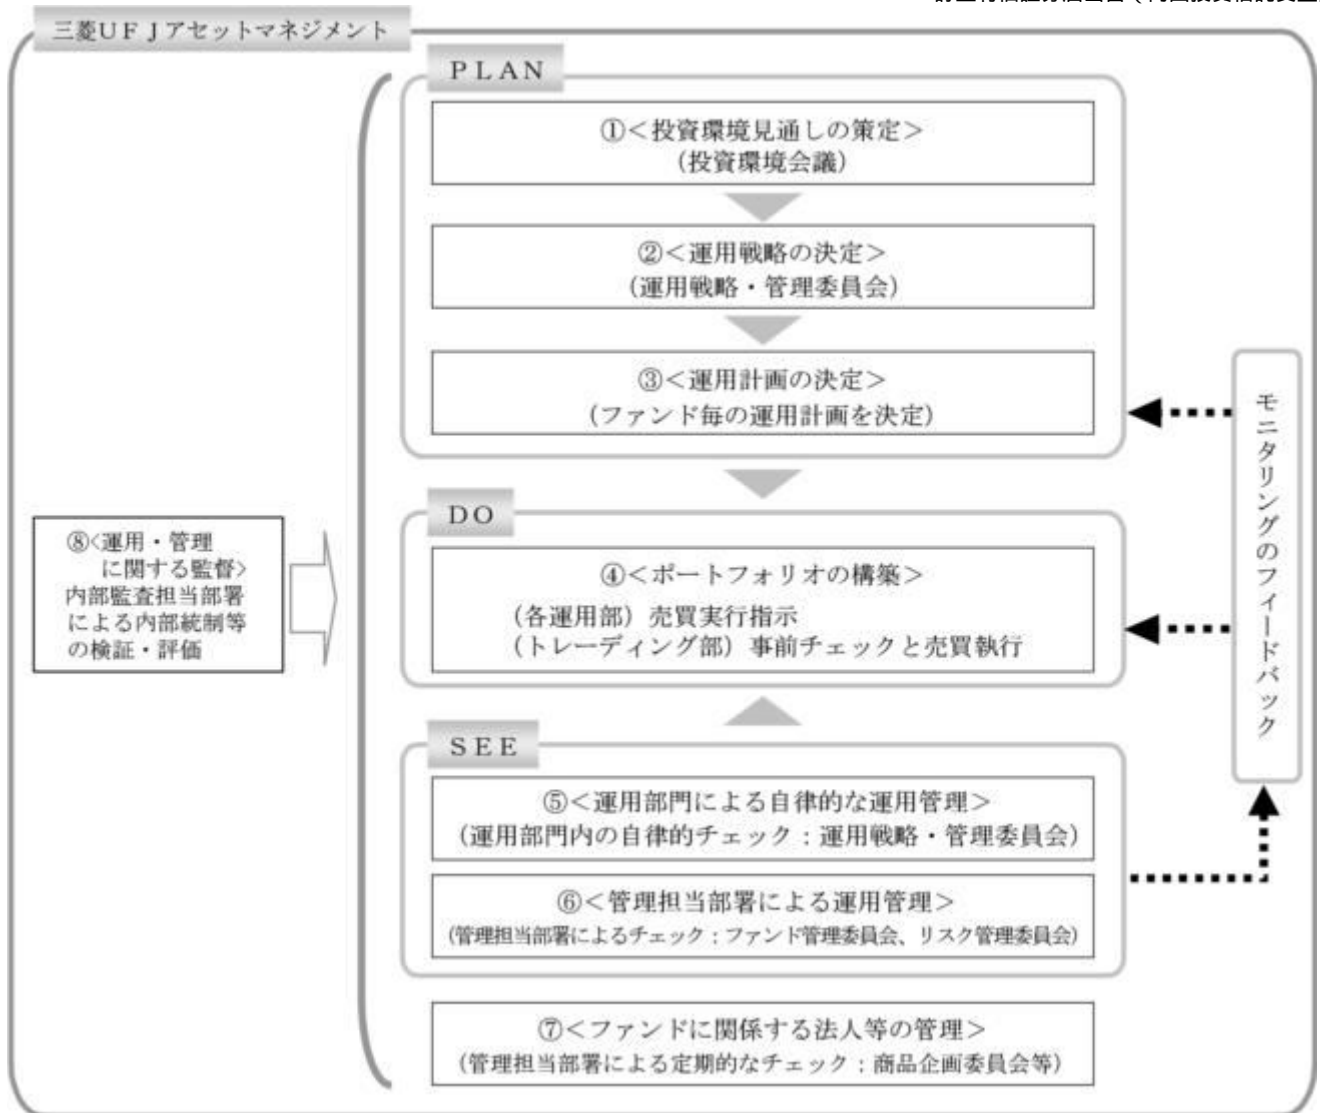 三菱ＵＦＪアセットマネジメント
ＰＬＡＮ
①＜投資環境見通しの策定＞
（投資環境会議）
②＜運用戦略の決定＞
（運用戦略・管理委員会）
③＜運用計画の決定＞
（ファンド毎の運用計画を決定）
ＤＯ
④＜ポートフォリオの構築＞
（各運用部）売買実行指示
（トレーディング部）事前チェックと売買執行
ＳＥＥ
⑤＜運用部門による自律的な運用管理＞
（運用部門内の自律的チェック：運用戦略・管理委員会）
⑥＜管理担当部署による運用管理＞
（管理担当部署によるチェック：ファンド管理委員会、リスク管理委員会）
⑦＜ファンドに関係する法人等の管理＞
（管理担当部署による定期的なチェック：商品企画委員会等）
⑧＜運用・管理
に関する監督＞
内部監査担当部署
による内部統制等
の検証・評価
モニタリングのフィードバック